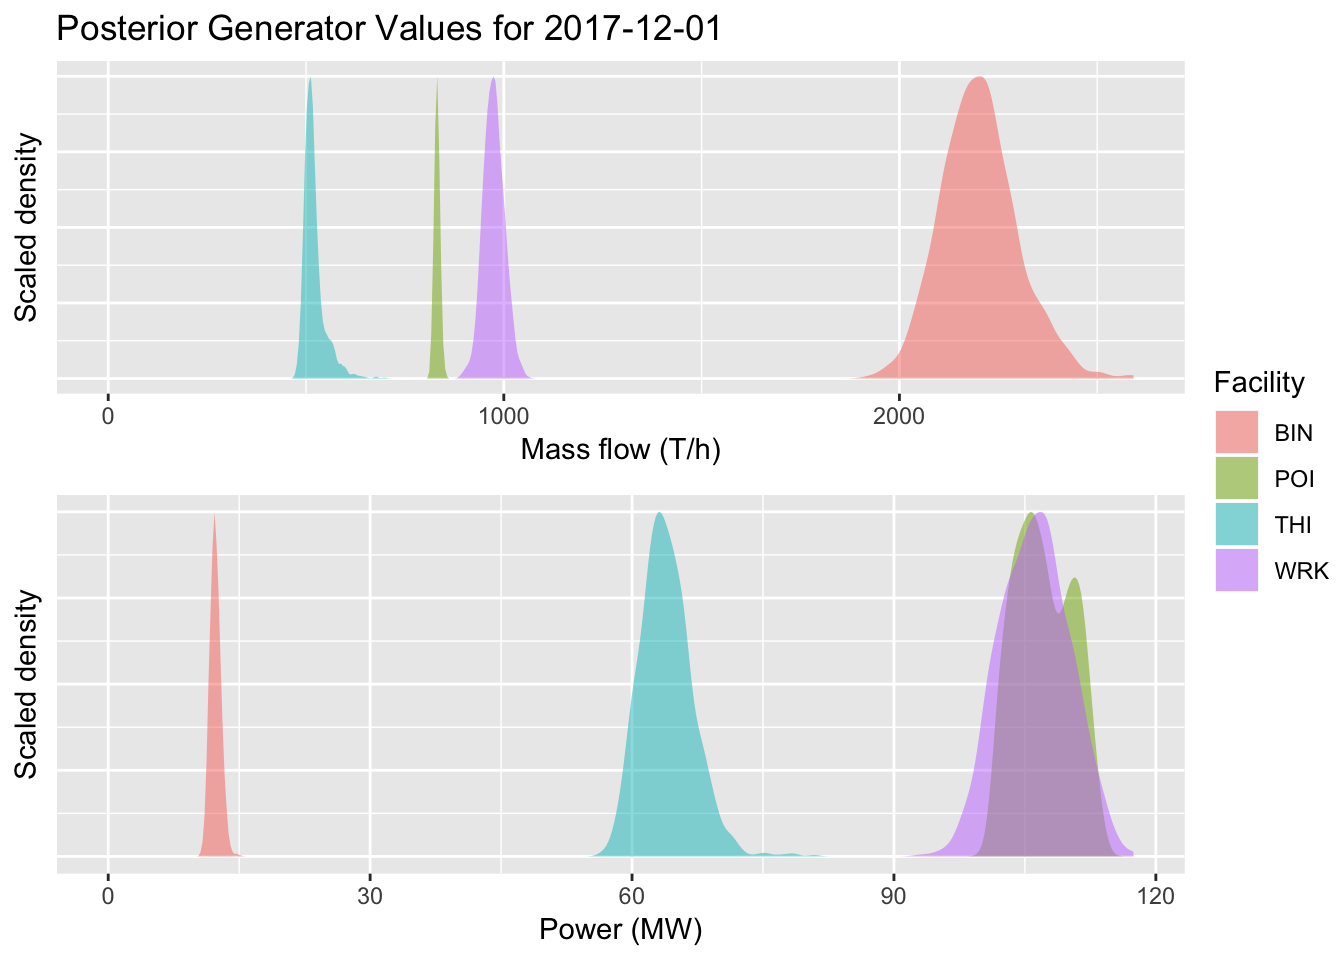 Posterior Generator Values for 2017-12-01
Scaled density
0 1000 2000
Mass flow (T/h)
Scaled density
0 30 60 90 120
Power (MW)
Facility
BIN
POI
THI
WRK